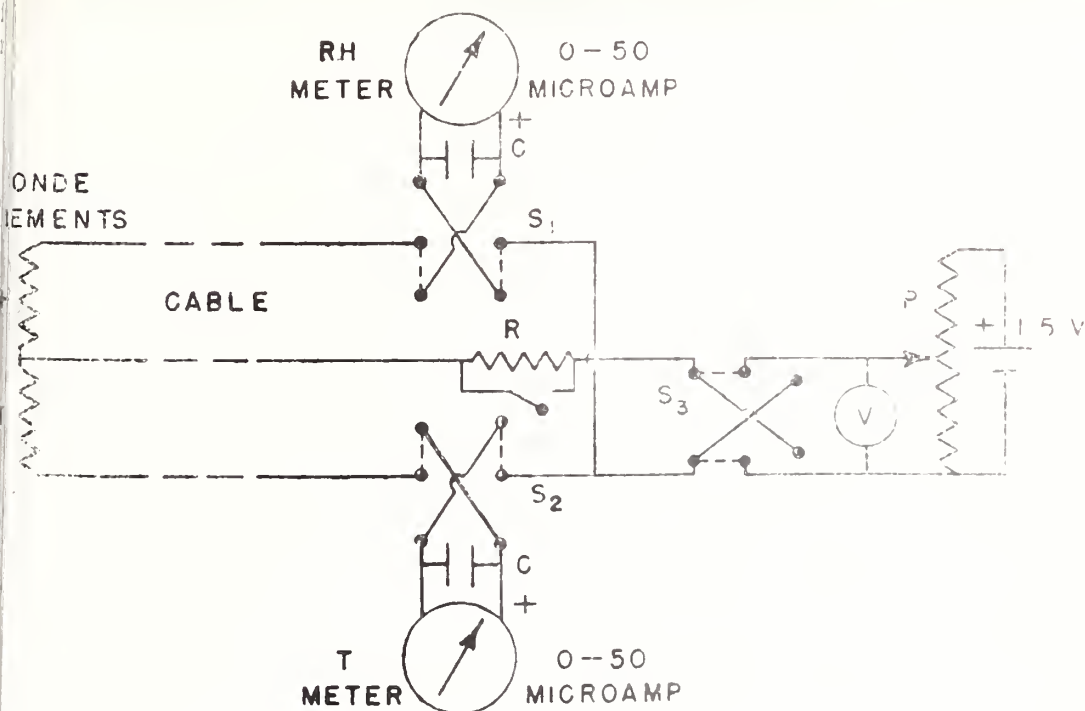 RH
METER
0-50
MICROAMP
+
C
ONDE
EMENTS
S1
CABLE
R
P
+ 1.5 V
S3
V
S2
C
+
T
METER
0-50
MICROAMP